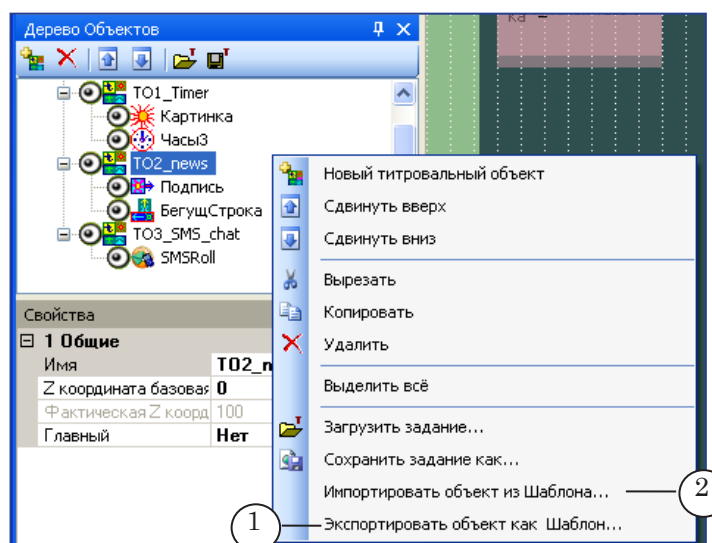 Дерево Объектов
ка =
TO1_Timer
Картинка
Часы3
TO2_news
Подпись
БегущСтрока
TO3_SMS_chat
SMSRoll
Новый титровальный объект
Сдвинуть вверх
Сдвинуть вниз
Вырезать
Копировать
Удалить
Выделить всё
Загрузить задание...
Сохранить задание как...
Импортировать объект из Шаблона...
2
Экспортировать объект как Шаблон...
1
Свойства
1 Общие
Имя TO2_n
Z координата базовая 0
Фактическая Z коорд 100
Главный Нет